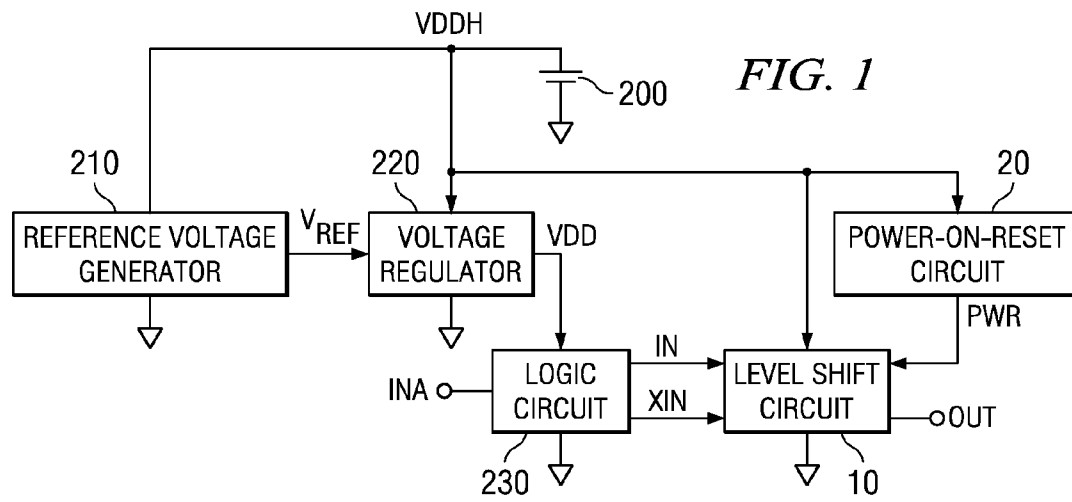 VDDH
FIG. 1
200
210
220
20
REFERENCE VOLTAGE
GENERATOR
VREF
VOLTAGE
REGULATOR
VDD
POWER-ON-RESET
CIRCUIT
PWR
INA
LOGIC
CIRCUIT
IN
XIN
LEVEL SHIFT
CIRCUIT
OUT
230
10